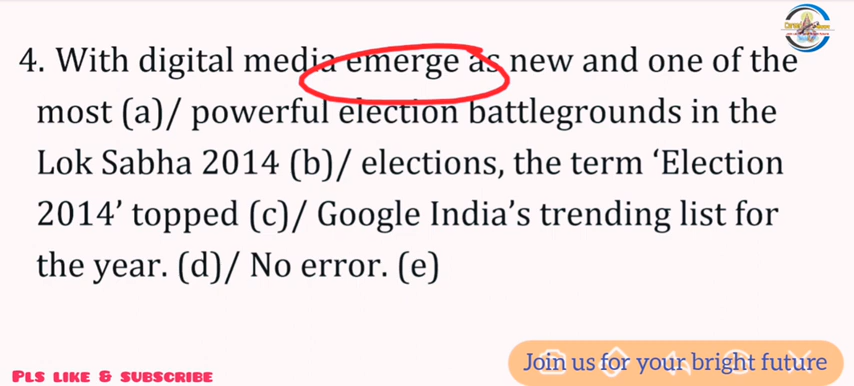 4. With digital media emerge as new and one of the
most (a)/ powerful election battlegrounds in the
Lok Sabha 2014 (b)/ elections, the term ‘Election
2014’ topped (c)/ Google India’s trending list for
the year. (d)/ No error. (e)
Join us for your bright future
PLS LIKE & SUBSCRIBE